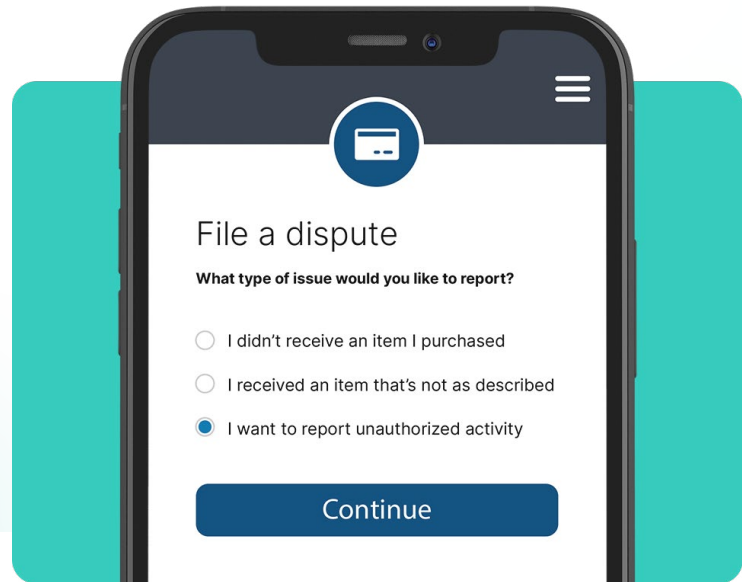 File a dispute
What type of issue would you like to report?
I didn’t receive an item I purchased
I received an item that’s not as described
I want to report unauthorized activity
Continue